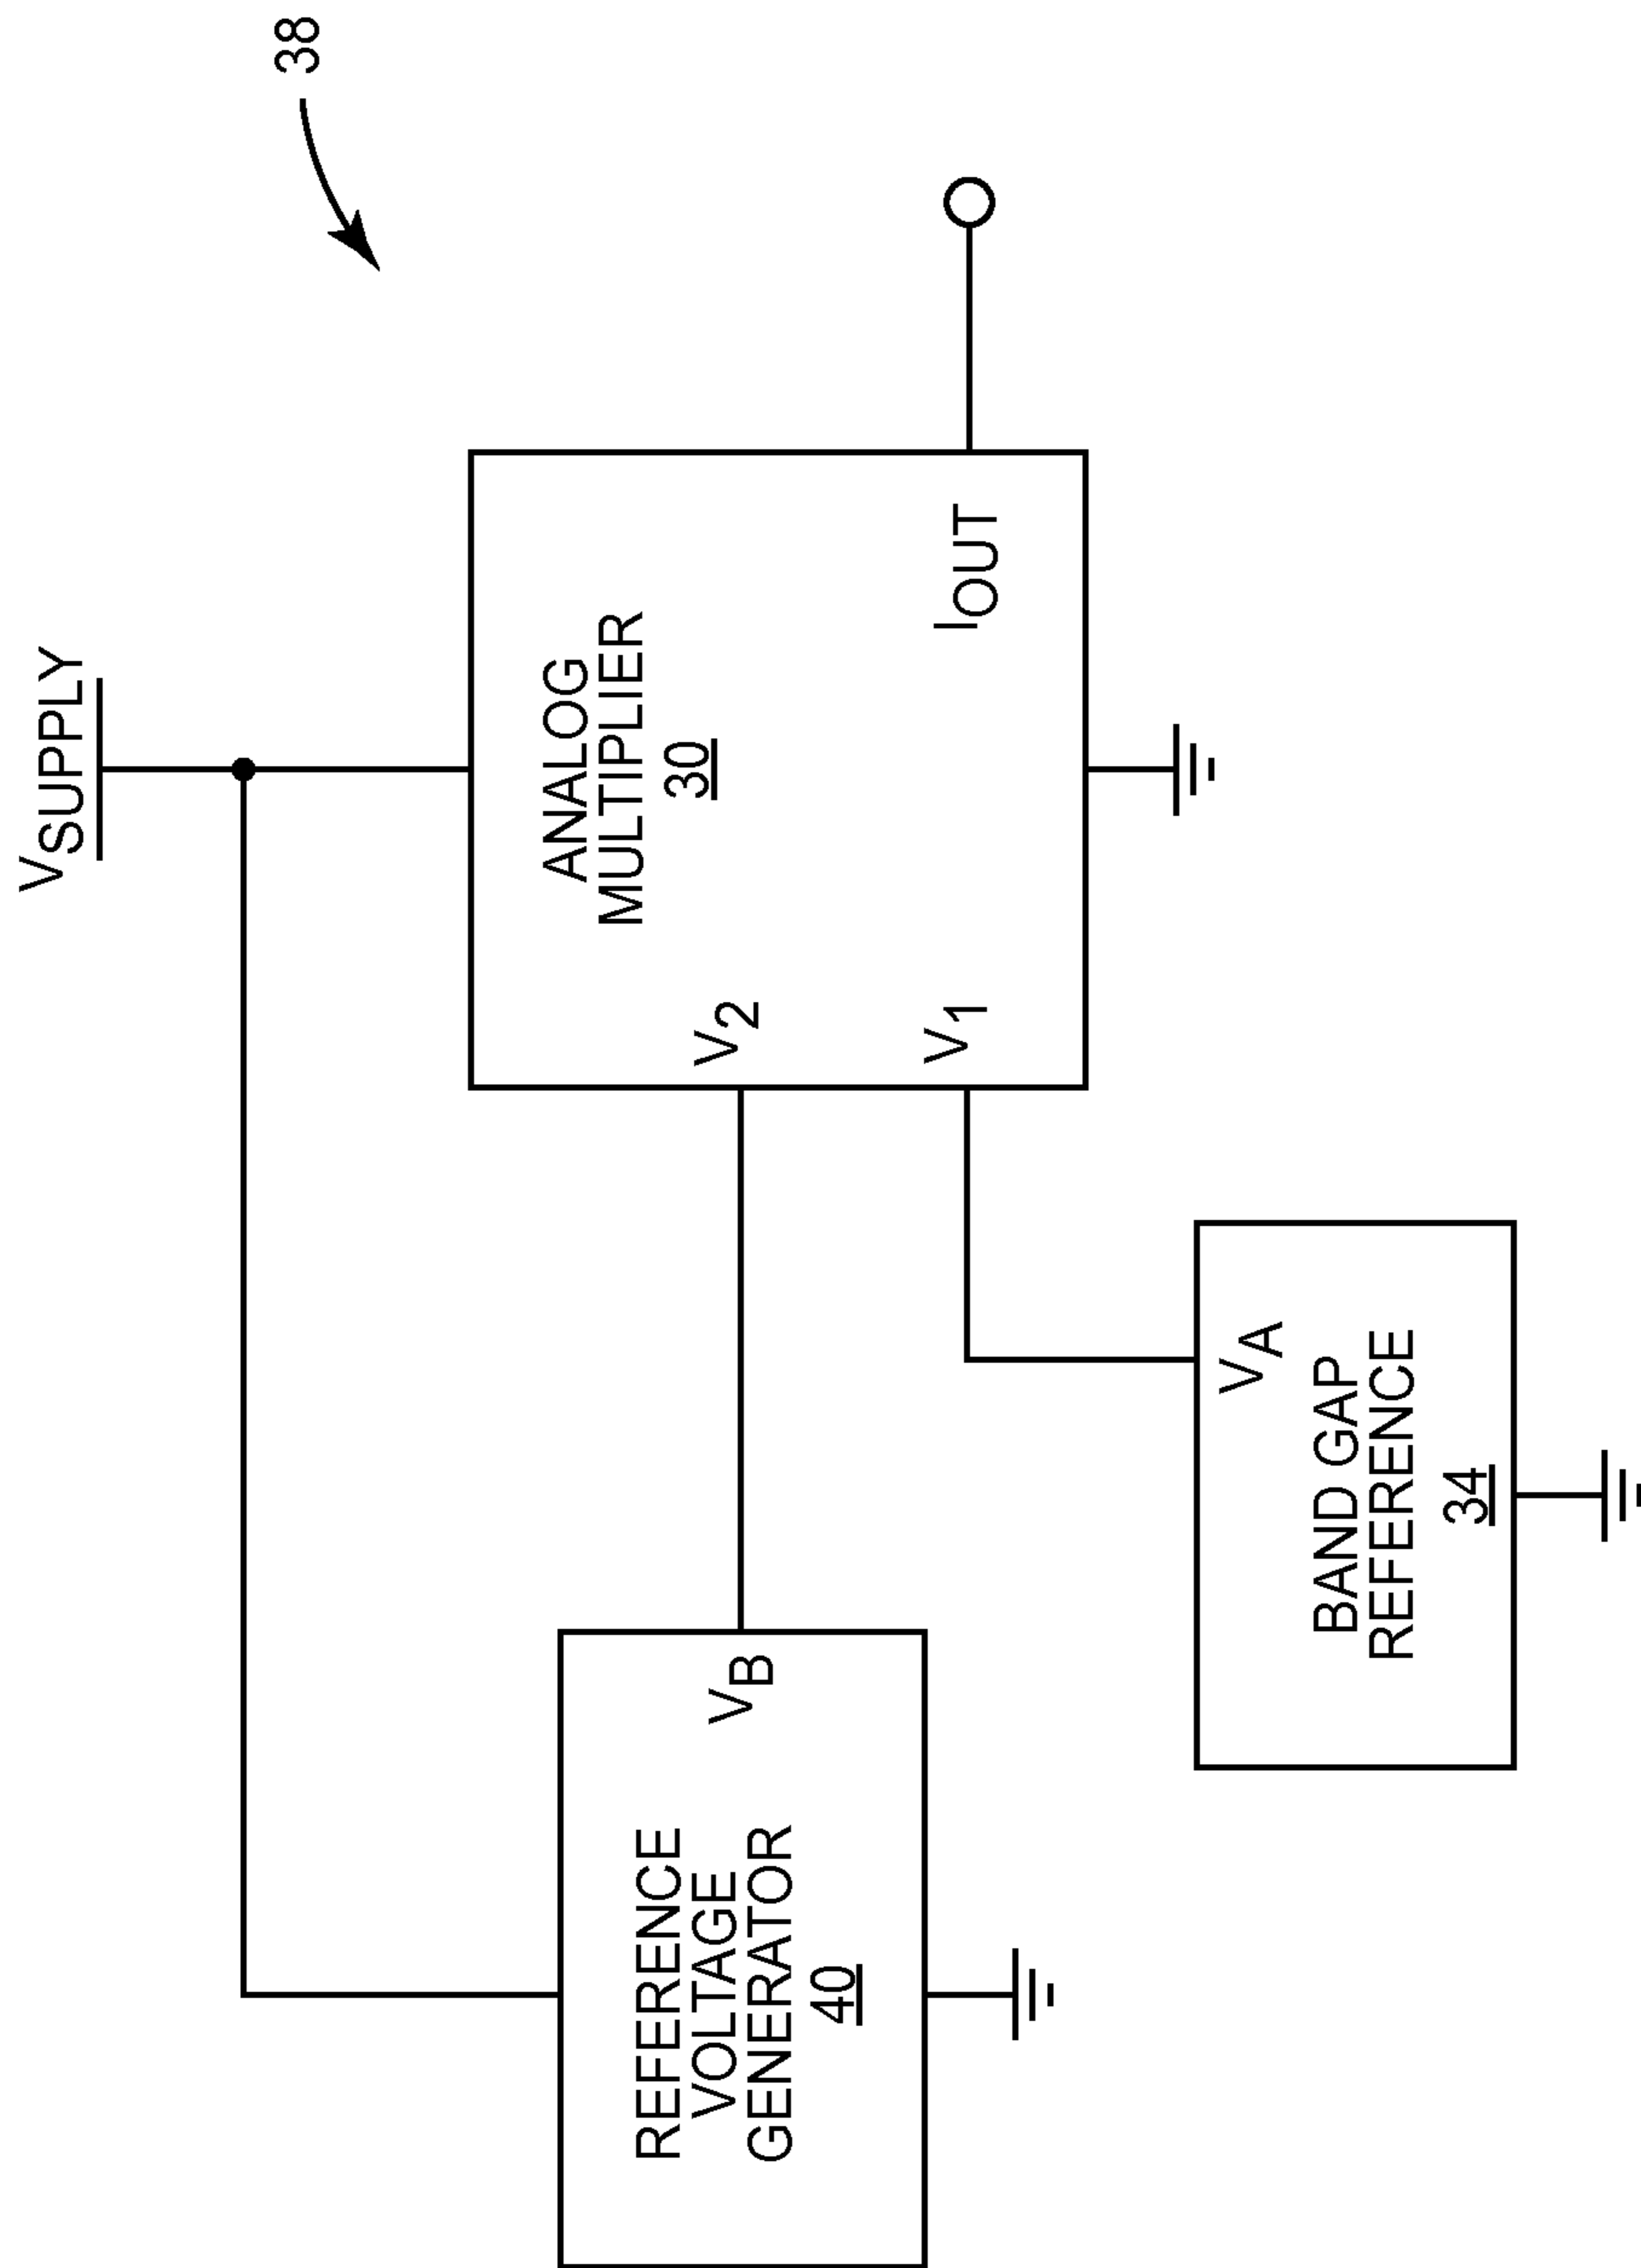 38
VSUPPLY
ANALOG
MULTIPLIER
30
V2
V1
IOUT
REFERENCE
VOLTAGE
GENERATOR
40
VB
VA
BAND GAP
REFERENCE
34